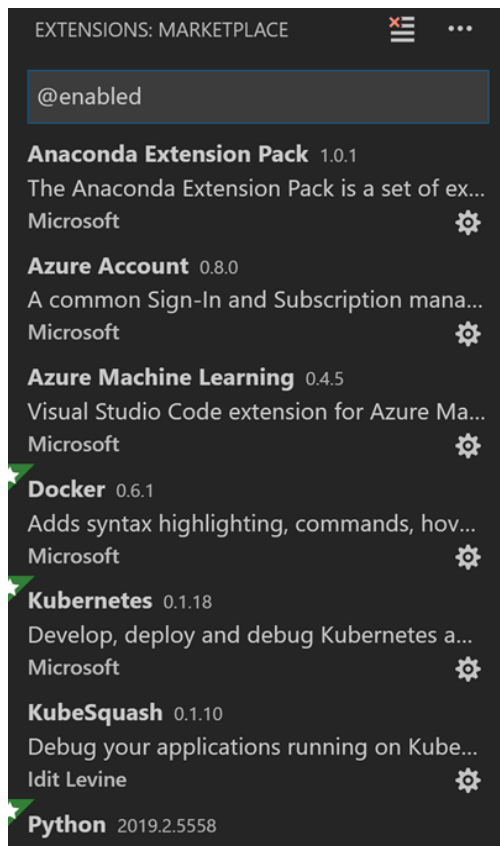 EXTENSIONS: MARKETPLACE
@enabled
Anaconda Extension Pack 1.0.1
The Anaconda Extension Pack is a set of ex...
Microsoft
Azure Account 0.8.0
A common Sign-In and Subscription mana...
Microsoft
Azure Machine Learning 0.4.5
Visual Studio Code extension for Azure Ma...
Microsoft
Docker 0.6.1
Adds syntax highlighting, commands, hov...
Microsoft
Kubernetes 0.1.18
Develop, deploy and debug Kubernetes a...
Microsoft
KubeSquash 0.1.10
Debug your applications running on Kube...
Idit Levine
Python 2019.2.5558